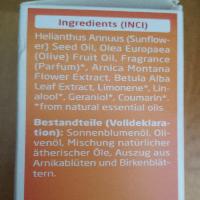 Ingredients (INCI)
Helianthus Annuus (Sunflow-
er) Seed Oil, Olea Europaea
(Olive) Fruit Oil, Fragrance
(Parfum)*, Arnica Montana
Flower Extract, Betula Alba
Leaf Extract, Limonene*, Lin-
alool*, Geraniol*, Coumarin*.
*from natural essential oils.
Bestandteile (Volldeklara-
tion): Sonnenblumenöl, Oli-
venöl, Mischung natürlicher
ätherischer Öle, Auszug aus
Arnikablüten und Birkenblät-
tern.